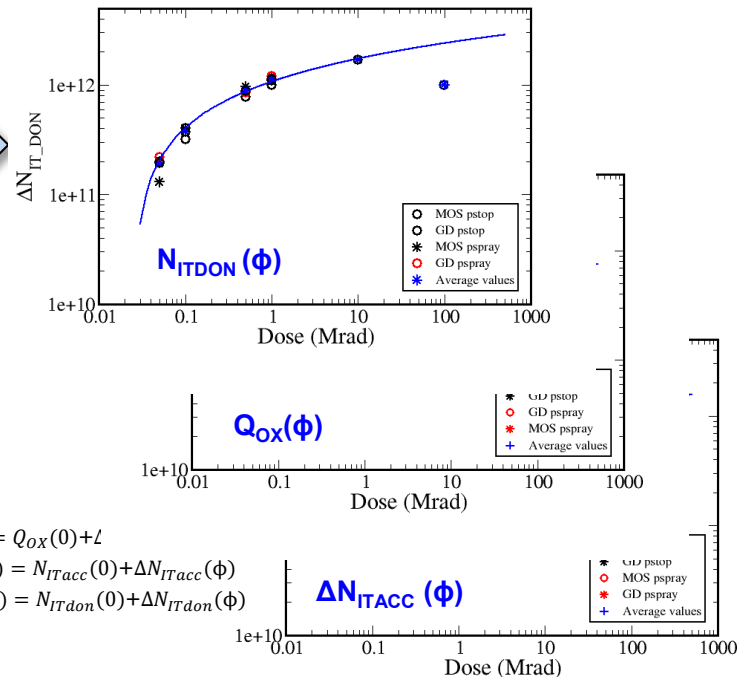 1e+12
1e+11
1e+10
ΔN_IT_DON
MOS pstop
GD pstop
MOS pspray
GD pspray
Average values
N_ITDON (ϕ)
0.01 0.1 1 10 100 1000
Dose (Mrad)
GD pstop
GD pspray
MOS pspray
Average values
Q_OX(ϕ)
1e+10
0.01 0.1 1 10 100 1000
Dose (Mrad)
= Q_OX(0)+
) = N_ITacc(0)+ΔN_ITacc(ϕ)
) = N_ITdon(0)+ΔN_ITdon(ϕ)
GD pstop
MOS pspray
GD pspray
Average values
ΔN_ITACC (ϕ)
1e+10
0.01 0.1 1 10 100 1000
Dose (Mrad)